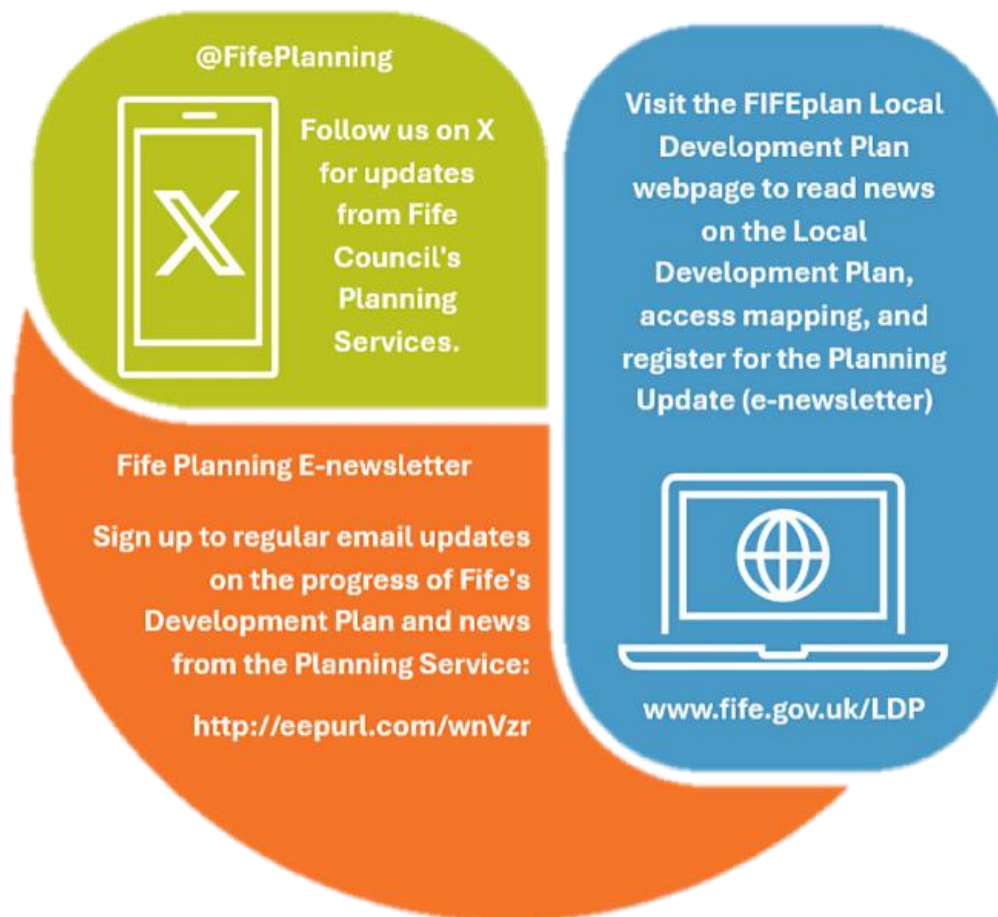 @FifePlanning
Follow us on X
for updates
from Fife
Council's
Planning
Services.
Visit the FIFEplan Local
Development Plan
webpage to read news
on the Local
Development Plan,
access mapping, and
register for the Planning
Update (e-newsletter)
www.fife.gov.uk/LDP
Fife Planning E-newsletter
Sign up to regular email updates
on the progress of Fife's
Development Plan and news
from the Planning Service:
http://eepurl.com/wnVzr